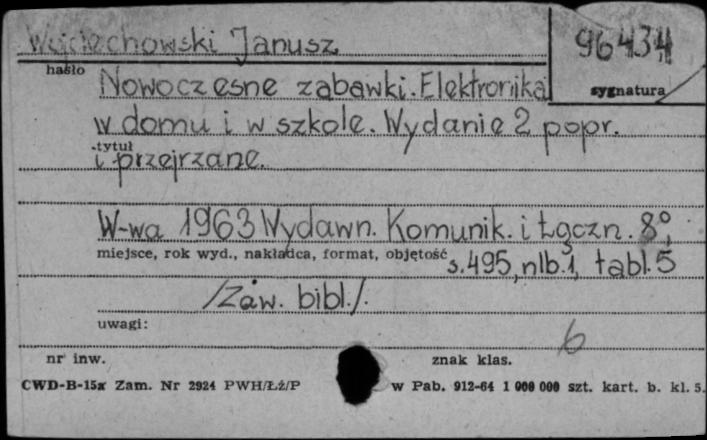 Wojciechowski Janusz
96434
hasło
sygnatura
Nowoczesne zabawki. Elektronika
w domu i w szkole. Wydanie 2 popr.
tytuł
i przejrzane.
W-wa 1963 Wydawn. Komunik. i Łączn. 8°,
miejsce, rok wyd., nakładca, format, objętość
s. 495, nlb. 1, tabl. 5
/Zaw. bibl./.
uwagi:
6
nr inw.
znak klas.
CWD-B-15x Zam. Nr 2924 PWH/Łź/P
w Pab. 912-64 1 000 000 szt. kart. b. kl. 5.